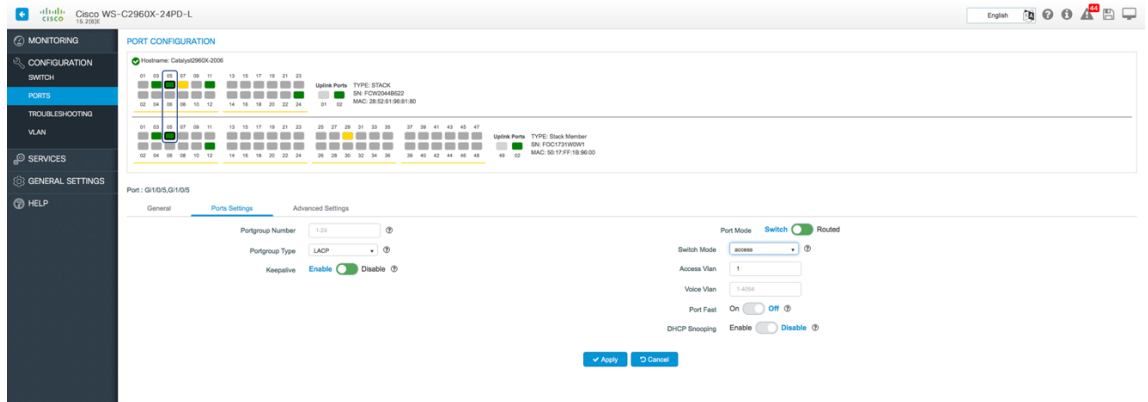 CISCO Cisco WS-C2960X-24PD-L
15.2(6)E
English
44
MONITORING
CONFIGURATION
SWITCH
PORTS
TROUBLESHOOTING
VLAN
SERVICES
GENERAL SETTINGS
HELP
PORT CONFIGURATION
Hostname: Catalyst2960X-2006
01 03 05 07 09 11 13 15 17 19 21 23
Uplink Ports TYPE: STACK
SN: FCW2044B622
02 04 06 08 10 12 14 16 18 20 22 24 01 02 MAC: 28:52:61:96:81:80
01 03 05 07 09 11 13 15 17 19 21 23 25 27 29 31 33 35 37 39 41 43 45 47
Uplink Ports TYPE: Stack Member
SN: FOC1731W0W1
MAC: 50:17:FF:1B:96:00
02 04 06 08 10 12 14 16 18 20 22 24 26 28 30 32 34 36 38 40 42 44 46 48 49 02
Port : Gi1/0/5,Gi1/0/5
General Ports Settings Advanced Settings
Portgroup Number 1-24
Port Mode Switch Routed
Portgroup Type LACP
Switch Mode access
Keepalive Enable Disable
Access Vlan 1
Voice Vlan 1-4094
Port Fast On Off
DHCP Snooping Enable Disable
Apply Cancel